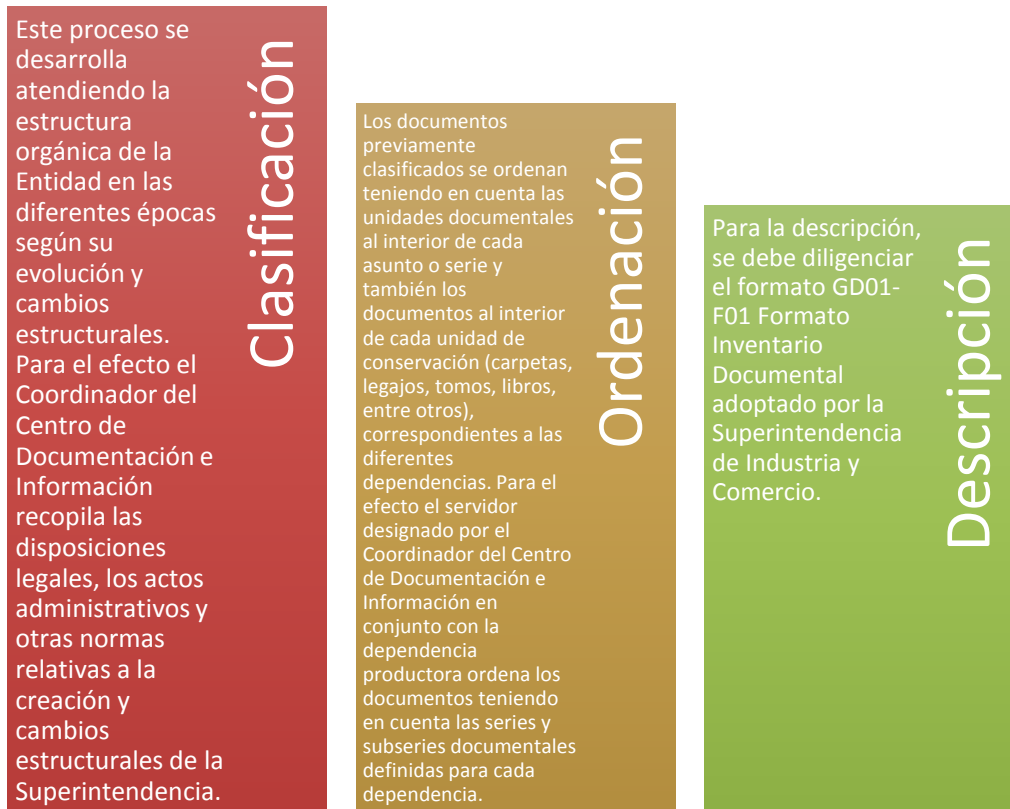 Clasificación
Este proceso se
desarrolla
atendiendo la
estructura
orgánica de la
Entidad en las
diferentes épocas
según su
evolución y
cambios
estructurales.
Para el efecto el
Coordinador del
Centro de
Documentación e
Información
recopila las
disposiciones
legales, los actos
administrativos y
otras normas
relativas a la
creación y
cambios
estructurales de la
Superintendencia.
Ordenación
Los documentos
previamente
clasificados se ordenan
teniendo en cuenta las
unidades documentales
al interior de cada
asunto o serie y
también los
documentos al interior
de cada unidad de
conservación (carpetas,
legajos, tomos, libros,
entre otros),
correspondientes a las
diferentes
dependencias. Para el
efecto el servidor
designado por el
Coordinador del Centro
de Documentación e
Información en
conjunto con la
dependencia
productora ordena los
documentos teniendo
en cuenta las series y
subseries documentales
definidas para cada
dependencia.
Descripción
Para la descripción,
se debe diligenciar
el formato GD01-
F01 Formato
Inventario
Documental
adoptado por la
Superintendencia
de Industria y
Comercio.